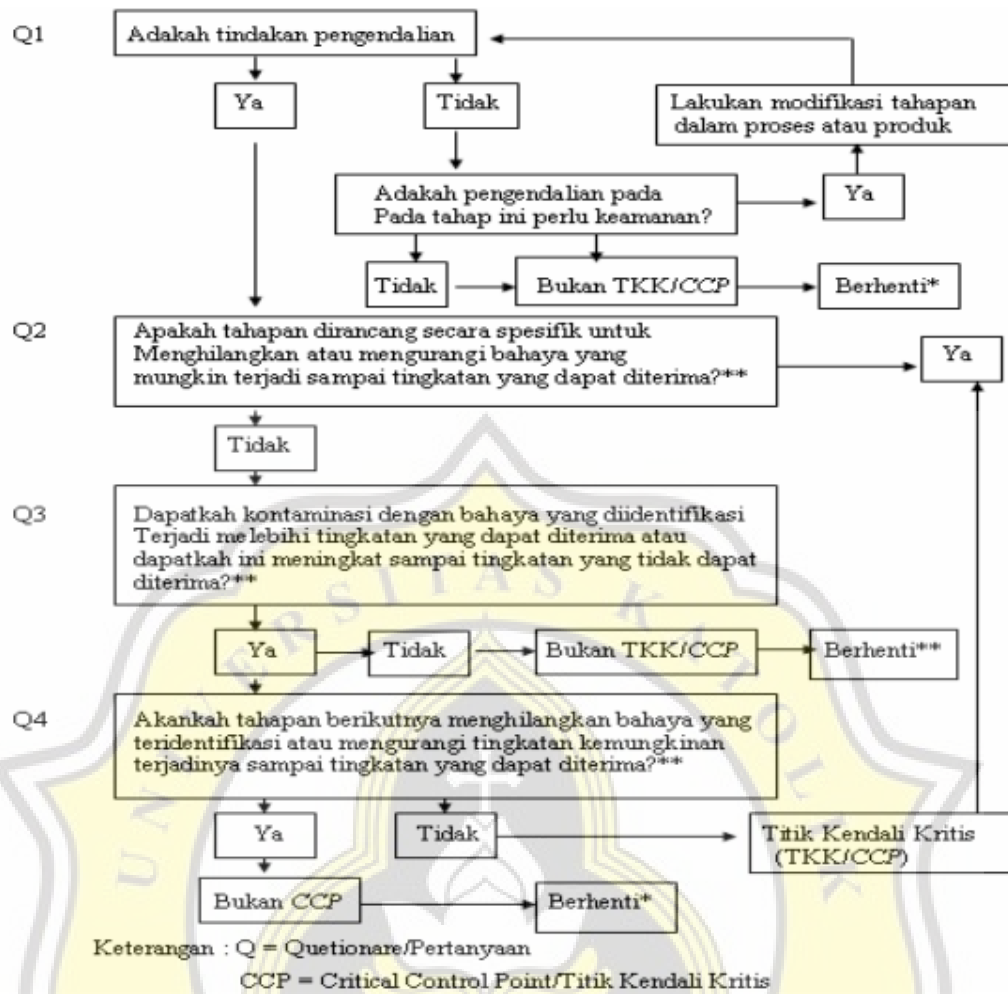 Q1
Adakah tindakan pengendalian
Ya
Tidak
Lakukan modifikasi tahapan
dalam proses atau produk
Adakah pengendalian pada
Pada tahap ini perlu keamanan?
Ya
Tidak
Bukan TKK/CCP
Berhenti*
Q2
Apakah tahapan dirancang secara spesifik untuk
Menghilangkan atau mengurangi bahaya yang
mungkin terjadi sampai tingkatan yang dapat diterima?**
Ya
Tidak
Q3
Dapatkah kontaminasi dengan bahaya yang diidentifikasi
Terjadi melebihi tingkatan yang dapat diterima atau
dapatkah ini meningkat sampai tingkatan yang tidak dapat
diterima?**
Ya
Tidak
Bukan TKK/CCP
Berhenti**
Q4
Akankah tahapan berikutnya menghilangkan bahaya yang
teridentifikasi atau mengurangi tingkatan kemungkinan
terjadinya sampai tingkatan yang dapat diterima?**
Ya
Tidak
Titik Kendali Kritis
(TKK/CCP)
Bukan CCP
Berhenti*
Keterangan : Q = Quetionare/Pertanyaan
CCP = Critical Control Point/Titik Kendali Kritis
UNIVERSITAS KATOLIK